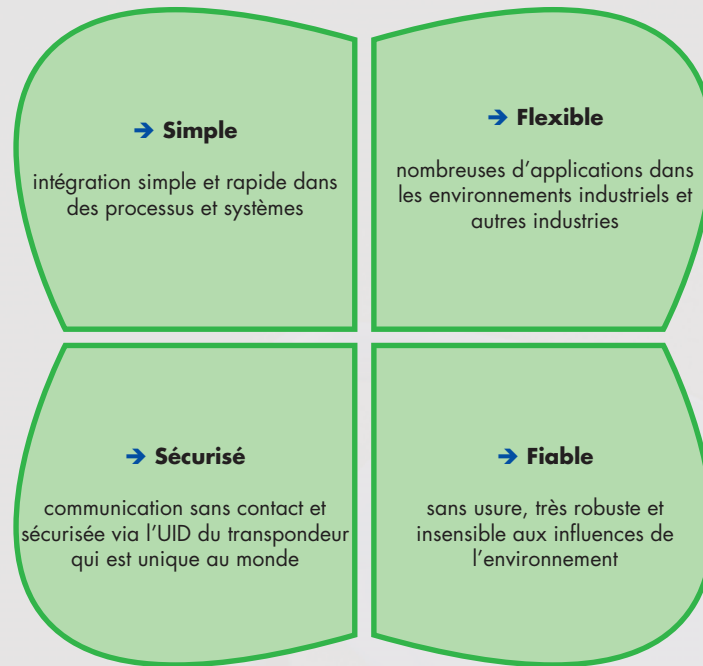 ➔ Simple
intégration simple et rapide dans
des processus et systèmes
➔ Flexible
nombreuses d’applications dans
les environnements industriels et
autres industries
➔ Sécurisé
communication sans contact et
sécurisée via l’UID du transpondeur
qui est unique au monde
➔ Fiable
sans usure, très robuste et
insensible aux influences de
l’environnement